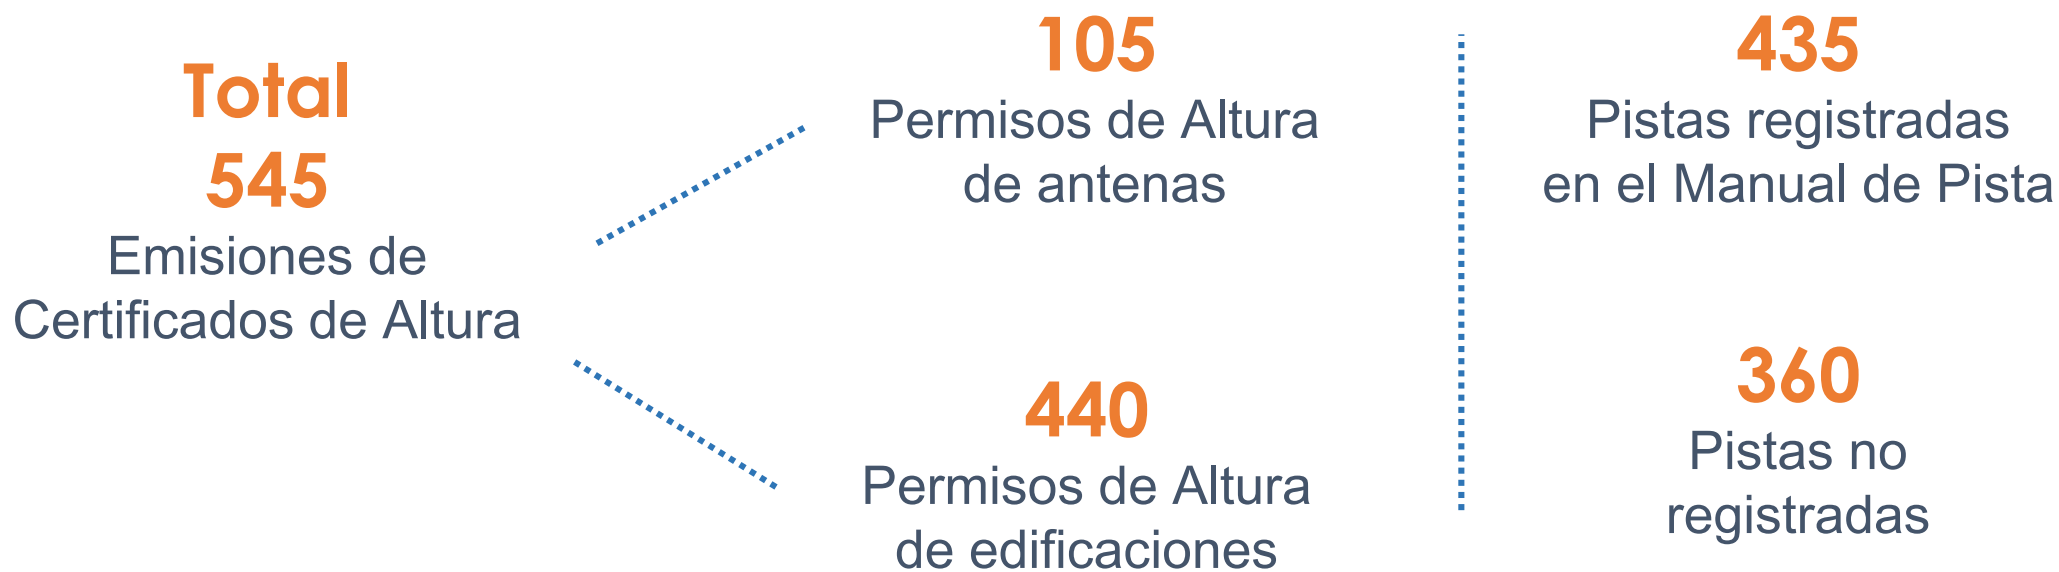 Total
545
Emisiones de
Certificados de Altura
105
Permisos de Altura
de antenas
440
Permisos de Altura
de edificaciones
435
Pistas registradas
en el Manual de Pista
360
Pistas no
registradas